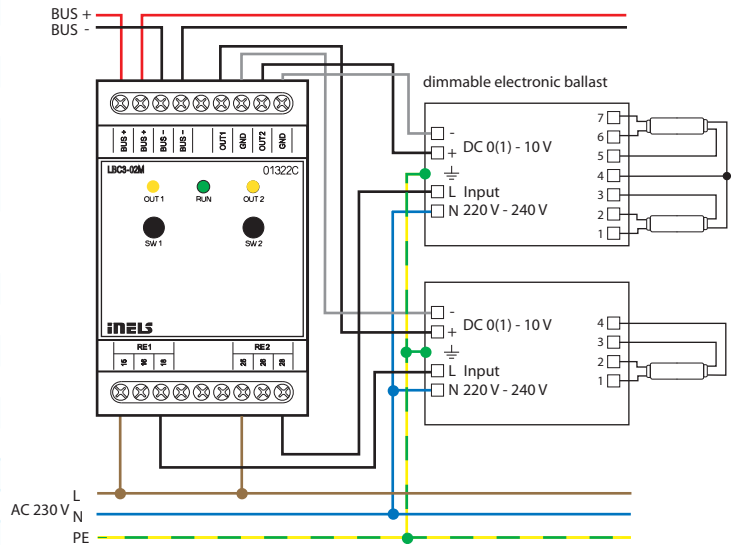 BUS +
BUS -
BUS + BUS + BUS - BUS - OUT1 GND OUT2 GND
LBC3-02M 01322C
OUT 1 RUN OUT 2
SW 1 SW 2
iNELS
RE1 RE2
15 16 18 25 26 28
dimmable electronic ballast
-
+ DC 0(1) - 10 V
L Input
N 220 V - 240 V
7
6
5
4
3
2
1
-
+ DC 0(1) - 10 V
L Input
N 220 V - 240 V
4
3
2
1
AC 230 V
L
N
PE